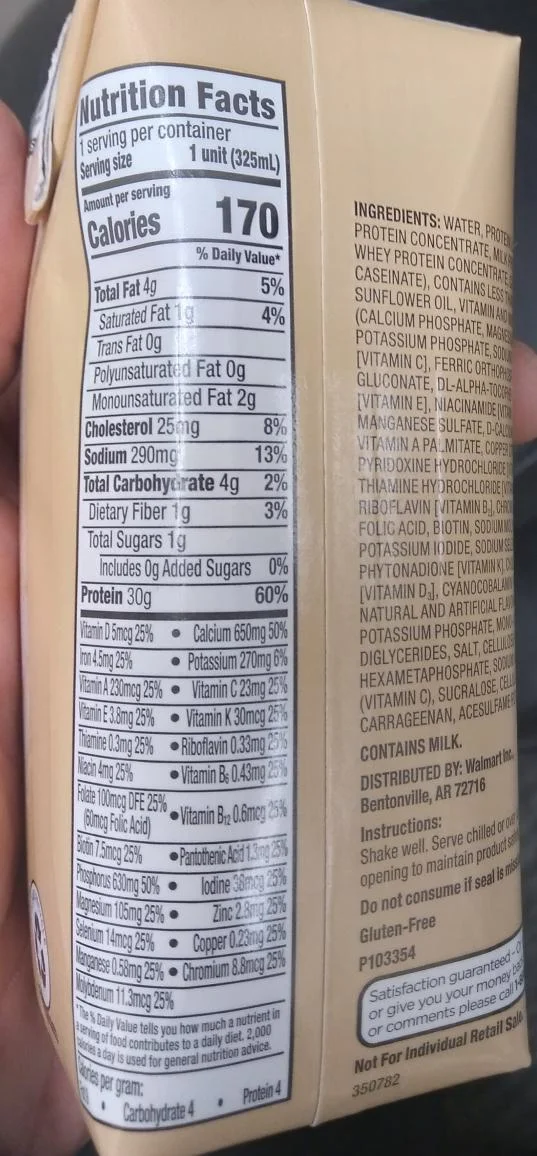 Nutrition Facts
1 serving per container
Serving size 1 unit (325mL)
Amount per serving
Calories 170
% Daily Value*
Total Fat 4g 5%
Saturated Fat 1g 4%
Trans Fat 0g
Polyunsaturated Fat 0g
Monounsaturated Fat 2g
Cholesterol 25mg 8%
Sodium 290mg 13%
Total Carbohydrate 4g 2%
Dietary Fiber 1g 3%
Total Sugars 1g
Includes 0g Added Sugars 0%
Protein 30g 60%
Vitamin D 5mcg 25% • Calcium 650mg 50%
Iron 4.5mg 25% • Potassium 270mg 6%
Vitamin A 230mcg 25% • Vitamin C 23mg 25%
Vitamin E 3.8mg 25% • Vitamin K 30mcg 25%
Thiamine 0.3mg 25% • Riboflavin 0.33mg 25%
Niacin 4mg 25% • Vitamin B6 0.43mg 25%
Folate 100mcg DFE 25%
(60mcg Folic Acid) • Vitamin B12 0.6mcg 25%
Biotin 7.5mcg 25% • Pantothenic Acid 1.3mg 25%
Phosphorus 630mg 50% • Iodine 38mcg 25%
Magnesium 105mg 25% • Zinc 2.8mg 25%
Selenium 14mcg 25% • Copper 0.23mg 25%
Manganese 0.58mg 25% • Chromium 8.8mcg 25%
Molybdenum 11.3mcg 25%
*The % Daily Value tells you how much a nutrient in
a serving of food contributes to a daily diet. 2,000
calories a day is used for general nutrition advice.
Calories per gram:
• Carbohydrate 4 • Protein 4
INGREDIENTS: WATER,
PROTEIN CONCENTRATE, MILK
WHEY PROTEIN CONCENTRATE,
CASEINATE), CONTAINS LESS
SUNFLOWER OIL, VITAMIN AND
(CALCIUM PHOSPHATE,
POTASSIUM PHOSPHATE,
[VITAMIN C], FERRIC
GLUCONATE,
[VITAMIN E], NIACINAMIDE
MANGANESE SULFATE,
VITAMIN A PALMITATE, COPPER
PYRIDOXINE HYDROCHLORIDE
THIAMINE HYDROCHLORIDE
RIBOFLAVIN [VITAMIN B2],
FOLIC ACID, BIOTIN, SODIUM
POTASSIUM IODIDE, SODIUM
PHYTONADIONE [VITAMIN K],
[VITAMIN D3],
NATURAL AND ARTIFICIAL
POTASSIUM PHOSPHATE,
DIGLYCERIDES, SALT,
HEXAMETAPHOSPHATE,
(VITAMIN C), SUCRALOSE,
CARRAGEENAN,
CONTAINS MILK.
DISTRIBUTED BY: Walmart Inc.,
Bentonville, AR 72716
Instructions:
Shake well. Serve chilled or
opening to maintain product
Do not consume if seal is
Gluten-Free
P103354
Satisfaction guaranteed -
or give you your money
or comments please call
Not For Individual Retail Sale
350782